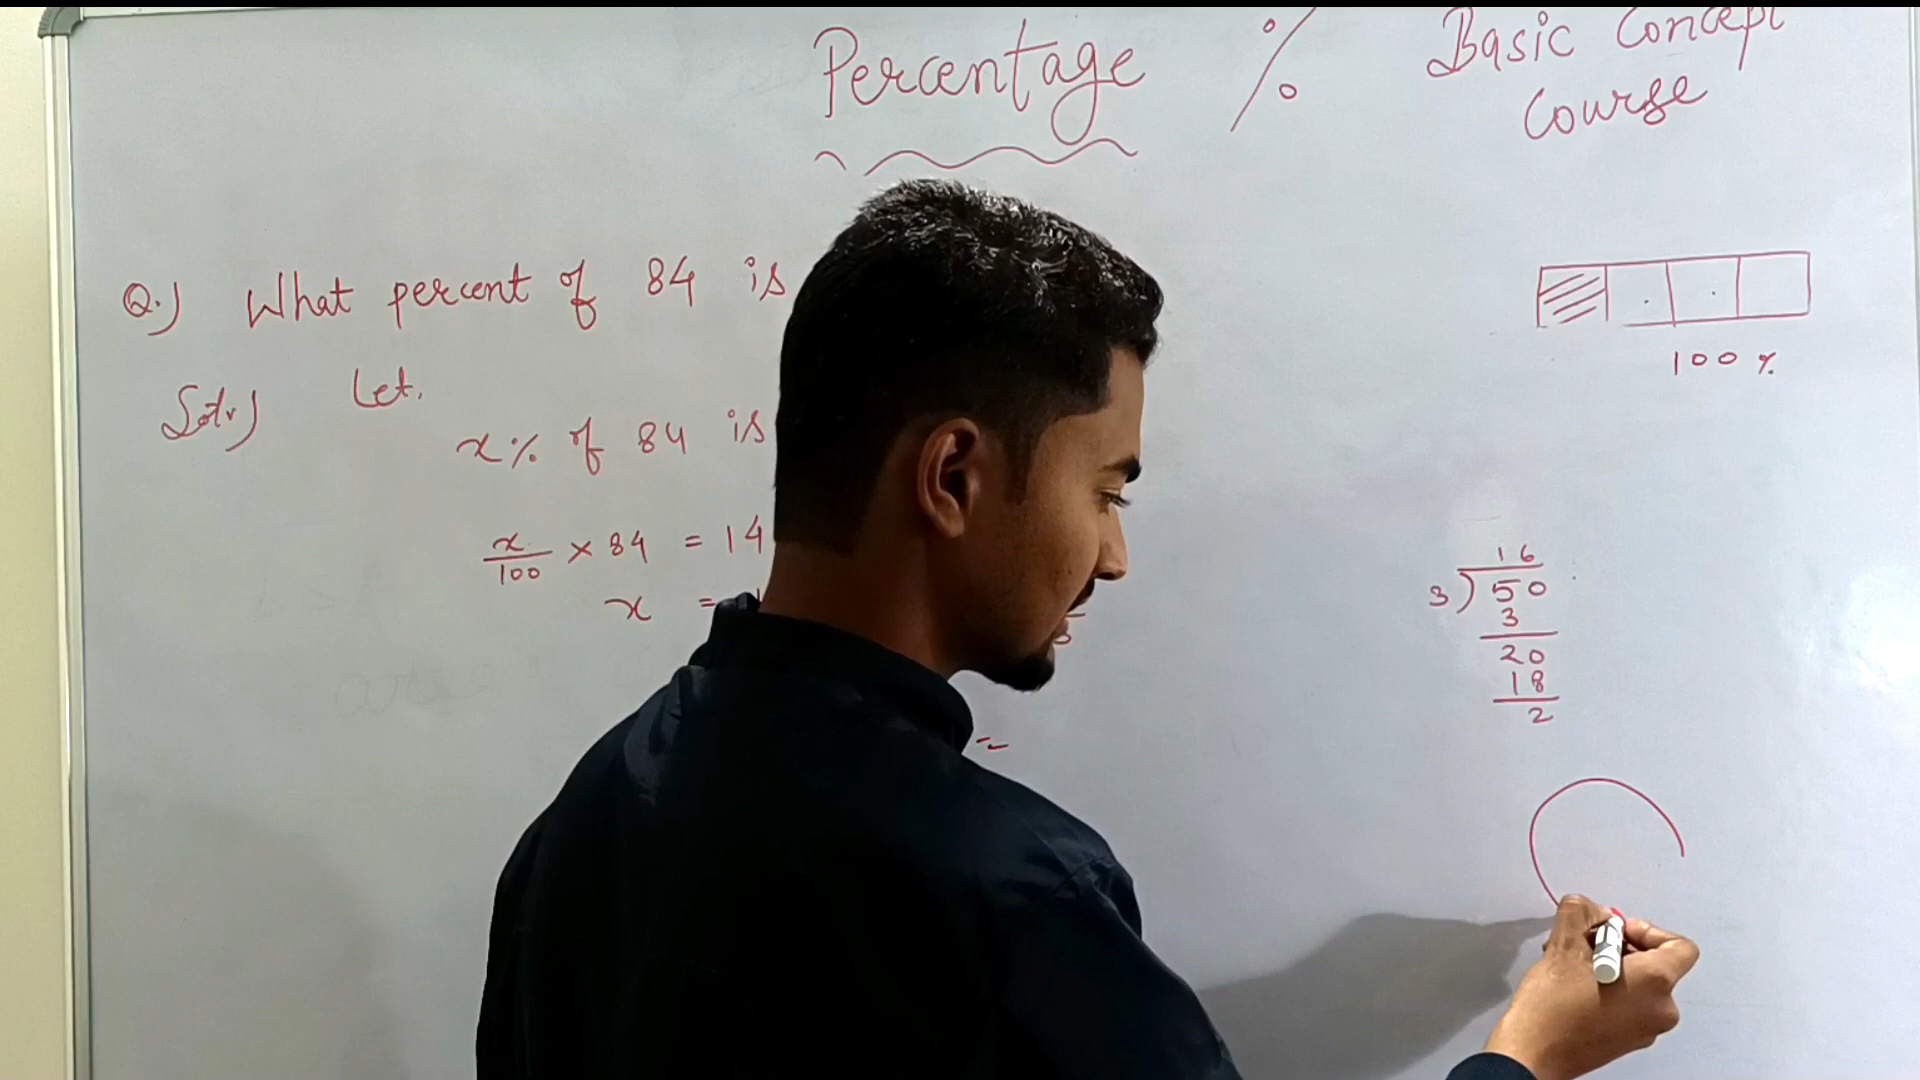 Percentage %
Basic Concept
Course
Q.) What percent of 84 is
Soln) Let.
x% of 84 is
x/100 × 84 = 14
x =
=
100 %
16
3) 50
3
20
18
2